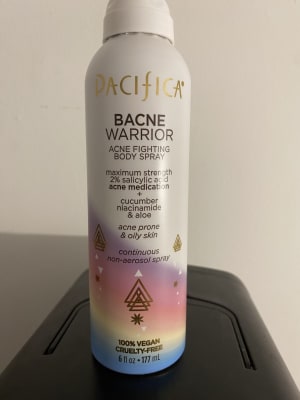 PACIFICA®
BACNE
WARRIOR
ACNE FIGHTING
BODY SPRAY
maximum strength
2% salicylic acid
acne medication
+
cucumber
niacinamide
& aloe
acne prone
& oily skin
continuous
non-aerosol spray
100% VEGAN
CRUELTY-FREE
6 fl oz • 177 mL